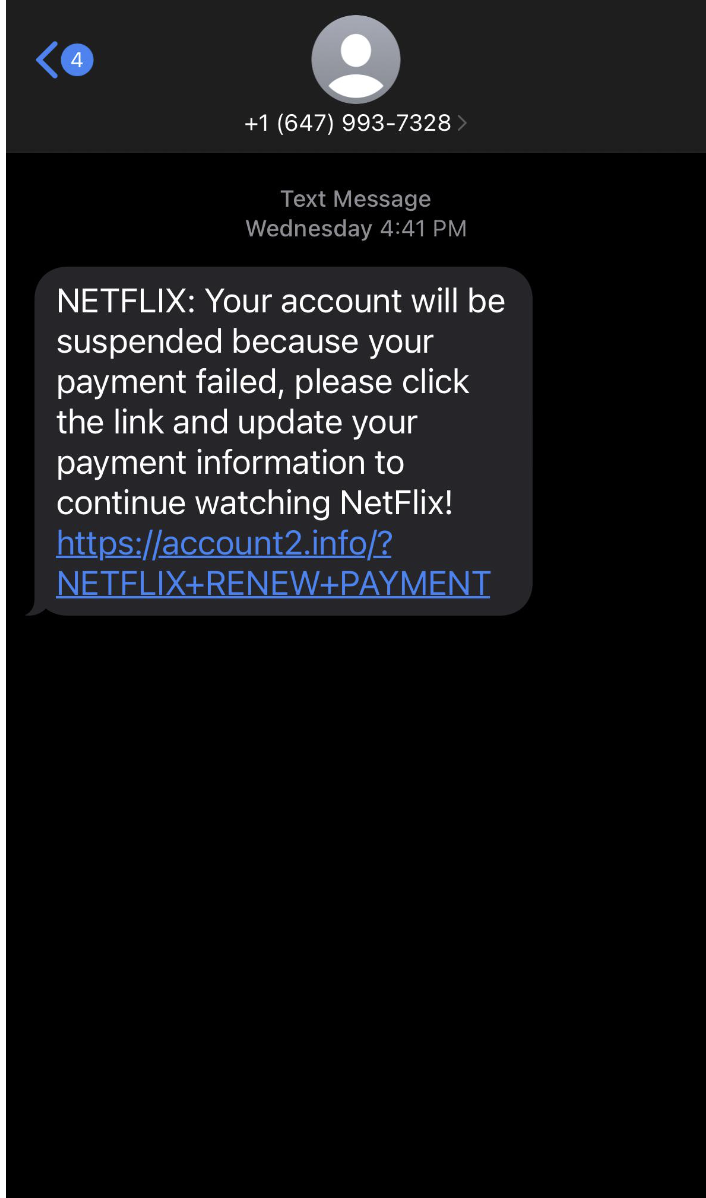 4
+1 (647) 993-7328
Text Message
Wednesday 4:41 PM
NETFLIX: Your account will be
suspended because your
payment failed, please click
the link and update your
payment information to
continue watching NetFlix!
https://account2.info/?
NETFLIX+RENEW+PAYMENT